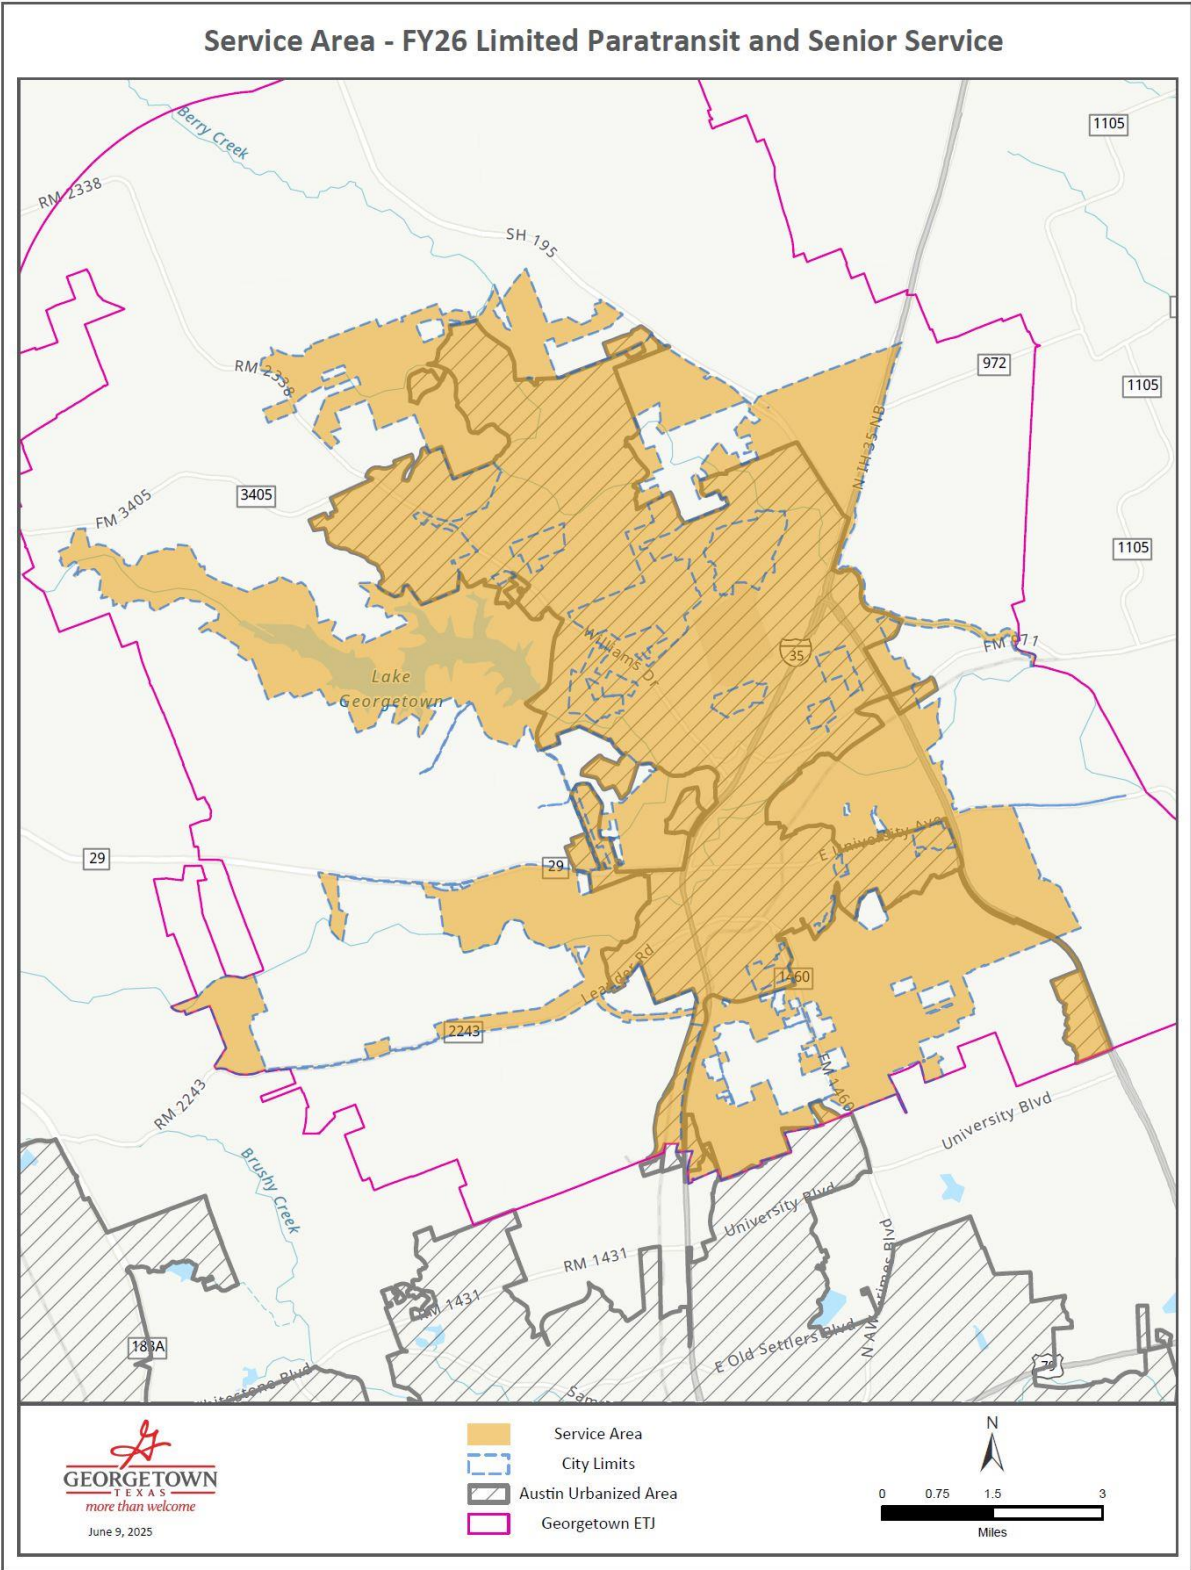 Service Area - FY26 Limited Paratransit and Senior Service
Berry Creek
1105
RM 2338
SH 195
972
RM 2338
1105
N IH 35 NB
3405
FM 3405
1105
Williams Dr
35
FM 971
Lake
Georgetown
E University Ave
29
29
Leander Rd
1460
2243
FM 1460
RM 2243
University Blvd
Brushy Creek
University Blvd
RM 1431
RM 1431
E Old Settlers Blvd
183A
79
GEORGETOWN
TEXAS
more than welcome
June 9, 2025
Service Area
City Limits
Austin Urbanized Area
Georgetown ETJ
N
0 0.75 1.5 3
Miles